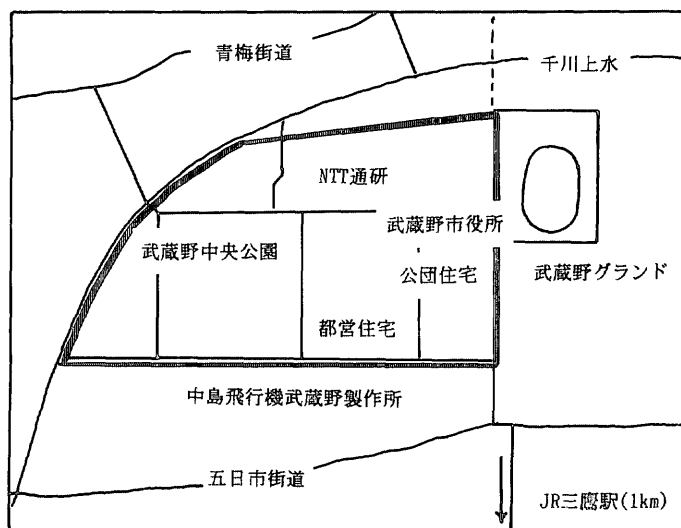 青梅街道
千川上水
NTT通研
武蔵野市役所
武蔵野中央公園
公団住宅
武蔵野グランド
都営住宅
中島飛行機武蔵野製作所
五日市街道
JR三鷹駅(1km)